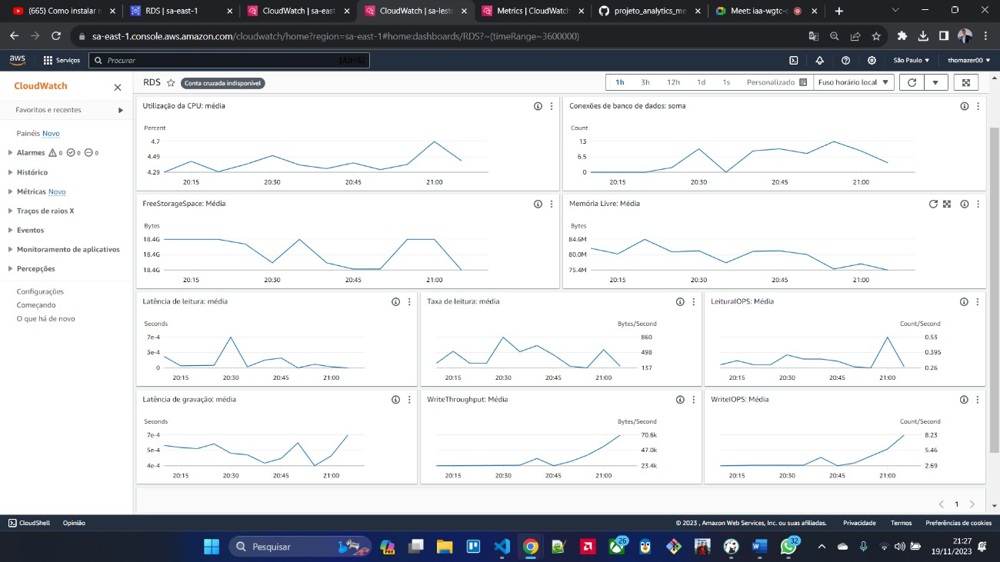 (665) Como instalar n
RDS | sa-east-1
CloudWatch | sa-eas
CloudWatch | sa-leste
Metrics | CloudWatch
projeto_analytics_me
Meet: iaa-wgtc-c
sa-east-1.console.aws.amazon.com/cloudwatch/home?region=sa-east-1#home:dashboards/RDS?~(timeRange~3600000)
aws
Serviços
Procurar
[Alt+S]
São Paulo
thomazer00
CloudWatch
Favoritos e recentes
Painéis Novo
Alarmes 0 0 0
Histórico
Métricas Novo
Traços de raios X
Eventos
Monitoramento de aplicativos
Percepções
Configurações
Começando
O que há de novo
RDS
Conta cruzada indisponível
1h 3h 12h 1d 1s Personalizado
Fuso horário local
Utilização da CPU: média
Percent
4.7
4.49
4.29
20:15 20:30 20:45 21:00
Conexões de banco de dados: soma
Count
13
6.5
0
20:15 20:30 20:45 21:00
FreeStorageSpace: Média
Bytes
18.4G
18.4G
18.4G
20:15 20:30 20:45 21:00
Memória Livre: Média
Bytes
84.6M
80.0M
75.4M
20:15 20:30 20:45 21:00
Latência de leitura: média
Seconds
7e-4
3e-4
0
20:15 20:30 20:45 21:00
Taxa de leitura: média
Bytes/Second
860
498
137
20:15 20:30 20:45 21:00
LeituraIOPS: Média
Count/Second
0.53
0.395
0.26
20:15 20:30 20:45 21:00
Latência de gravação: média
Seconds
7e-4
5e-4
4e-4
20:15 20:30 20:45 21:00
WriteThroughput: Média
Bytes/Second
70.6k
47.0k
23.4k
20:15 20:30 20:45 21:00
WriteIOPS: Média
Count/Second
8.23
5.46
2.69
20:15 20:30 20:45 21:00
1
CloudShell
Opinião
© 2023 , Amazon Web Services, Inc. ou suas afiliadas.
Privacidade
Termos
Preferências de cookies
Pesquisar
PRE
26
32
21:27
19/11/2023